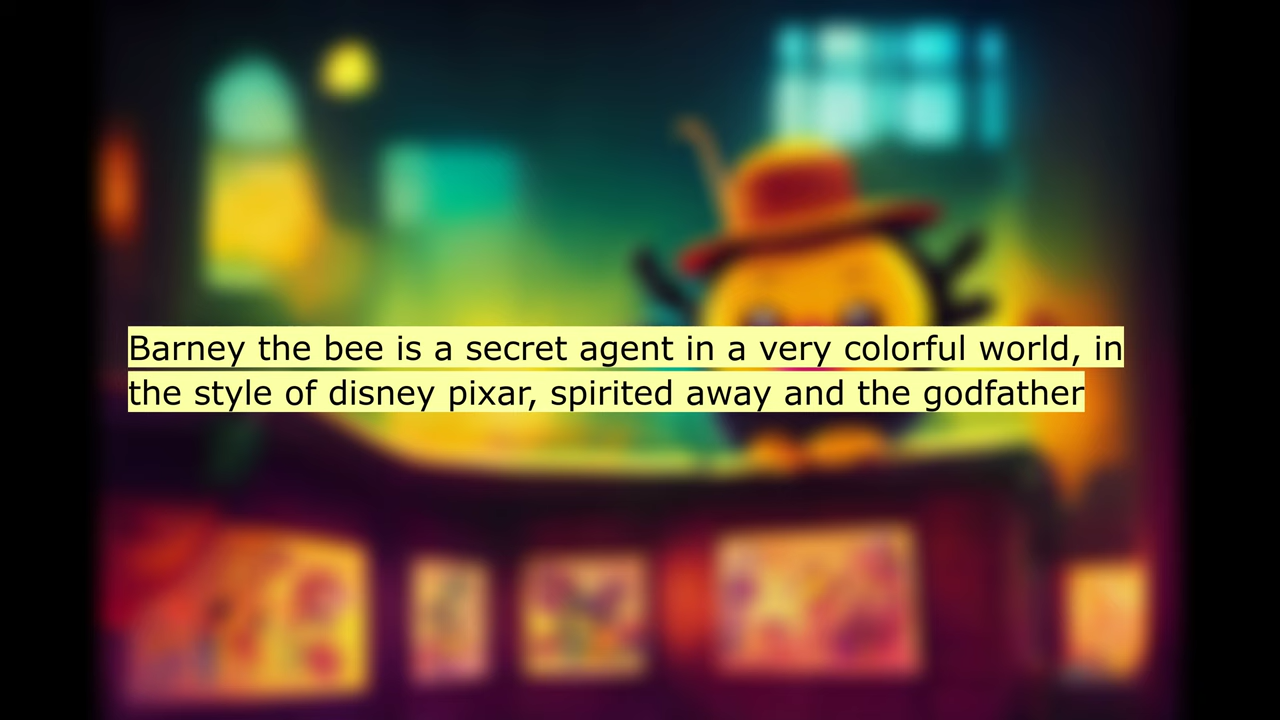 Barney the bee is a secret agent in a very colorful world, in
the style of disney pixar, spirited away and the godfather